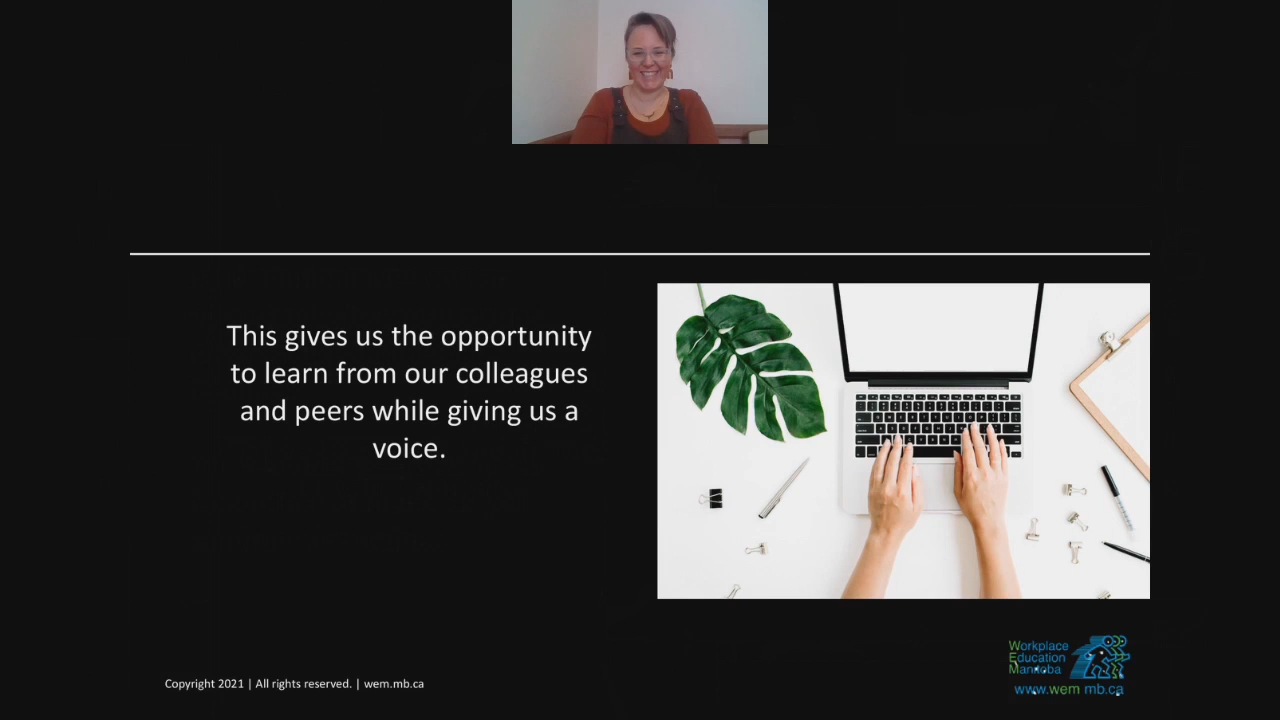 This gives us the opportunity
to learn from our colleagues
and peers while giving us a
voice.
Copyright 2021 | All rights reserved. | wem.mb.ca
Workplace
Education
Manitoba
www.wem.mb.ca